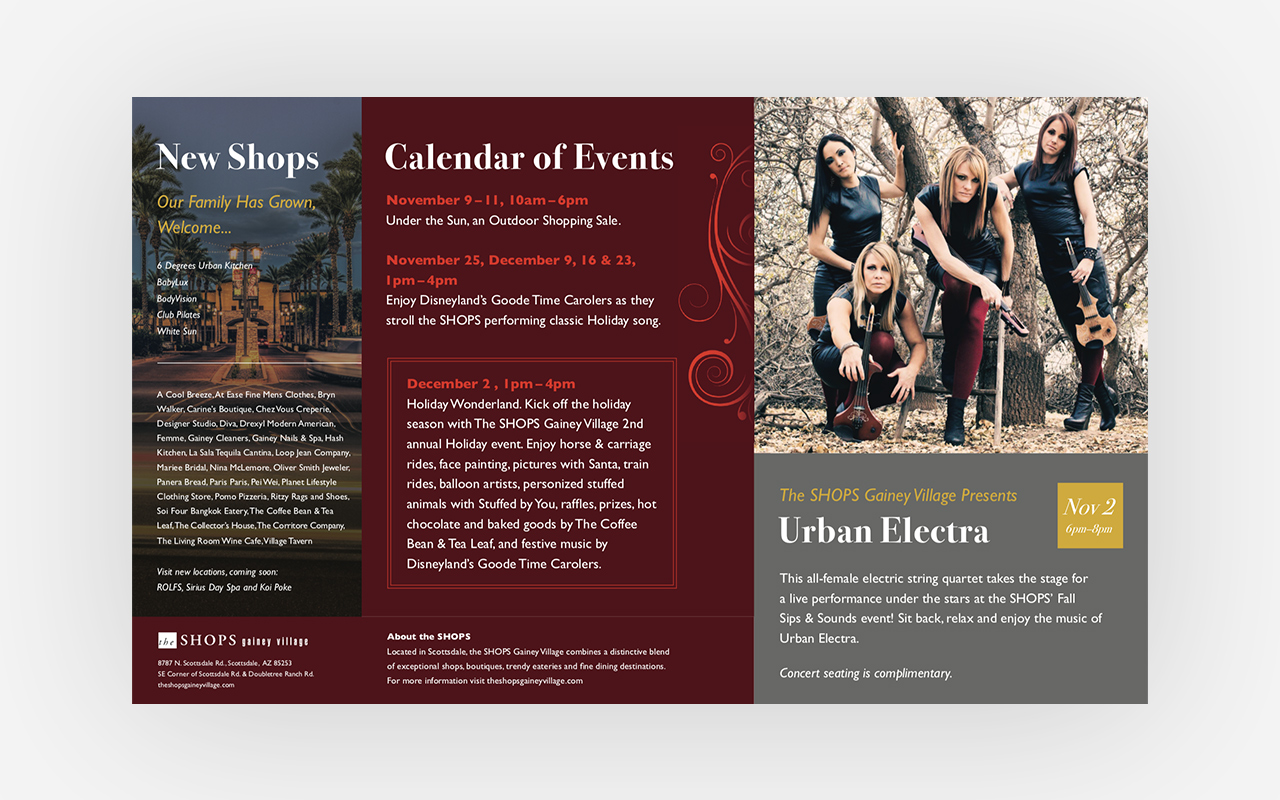 New Shops
Our Family Has Grown,
Welcome...
6 Degrees Urban Kitchen
BabyLux
BodyVision
Club Pilates
White Sun
A Cool Breeze, At Ease Fine Mens Clothes, Bryn
Walker, Carine's Boutique, Chez Vous Creperie,
Designer Studio, Diva, Drexyl Modern American,
Femme, Gainey Cleaners, Gainey Nails & Spa, Hash
Kitchen, La Sala Tequila Cantina, Loop Jean Company,
Mariee Bridal, Nina McLemore, Oliver Smith Jeweler,
Panera Bread, Paris Paris, Pei Wei, Planet Lifestyle
Clothing Store, Pomo Pizzeria, Ritzy Rags and Shoes,
Soi Four Bangkok Eatery, The Coffee Bean & Tea
Leaf, The Collector's House, The Corritore Company,
The Living Room Wine Cafe, Village Tavern
Visit new locations, coming soon:
ROLFS, Sirius Day Spa and Koi Poke
the SHOPS gainey village
8787 N. Scottsdale Rd., Scottsdale, AZ 85253
SE Corner of Scottsdale Rd. & Doubletree Ranch Rd.
theshopsgaineyvillage.com
Calendar of Events
November 9–11, 10am–6pm
Under the Sun, an Outdoor Shopping Sale.
November 25, December 9, 16 & 23,
1pm–4pm
Enjoy Disneyland's Goode Time Carolers as they
stroll the SHOPS performing classic Holiday song.
December 2 , 1pm–4pm
Holiday Wonderland. Kick off the holiday
season with The SHOPS Gainey Village 2nd
annual Holiday event. Enjoy horse & carriage
rides, face painting, pictures with Santa, train
rides, balloon artists, personized stuffed
animals with Stuffed by You, raffles, prizes, hot
chocolate and baked goods by The Coffee
Bean & Tea Leaf, and festive music by
Disneyland's Goode Time Carolers.
About the SHOPS
Located in Scottsdale, the SHOPS Gainey Village combines a distinctive blend
of exceptional shops, boutiques, trendy eateries and fine dining destinations.
For more information visit theshopsgaineyvillage.com
The SHOPS Gainey Village Presents
Urban Electra
Nov 2
6pm–8pm
This all-female electric string quartet takes the stage for
a live performance under the stars at the SHOPS' Fall
Sips & Sounds event! Sit back, relax and enjoy the music of
Urban Electra.
Concert seating is complimentary.